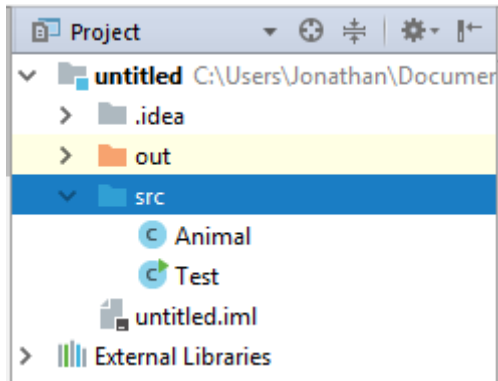 Project
untitled C:\Users\Jonathan\Documen
.idea
out
src
C Animal
C Test
untitled.iml
External Libraries